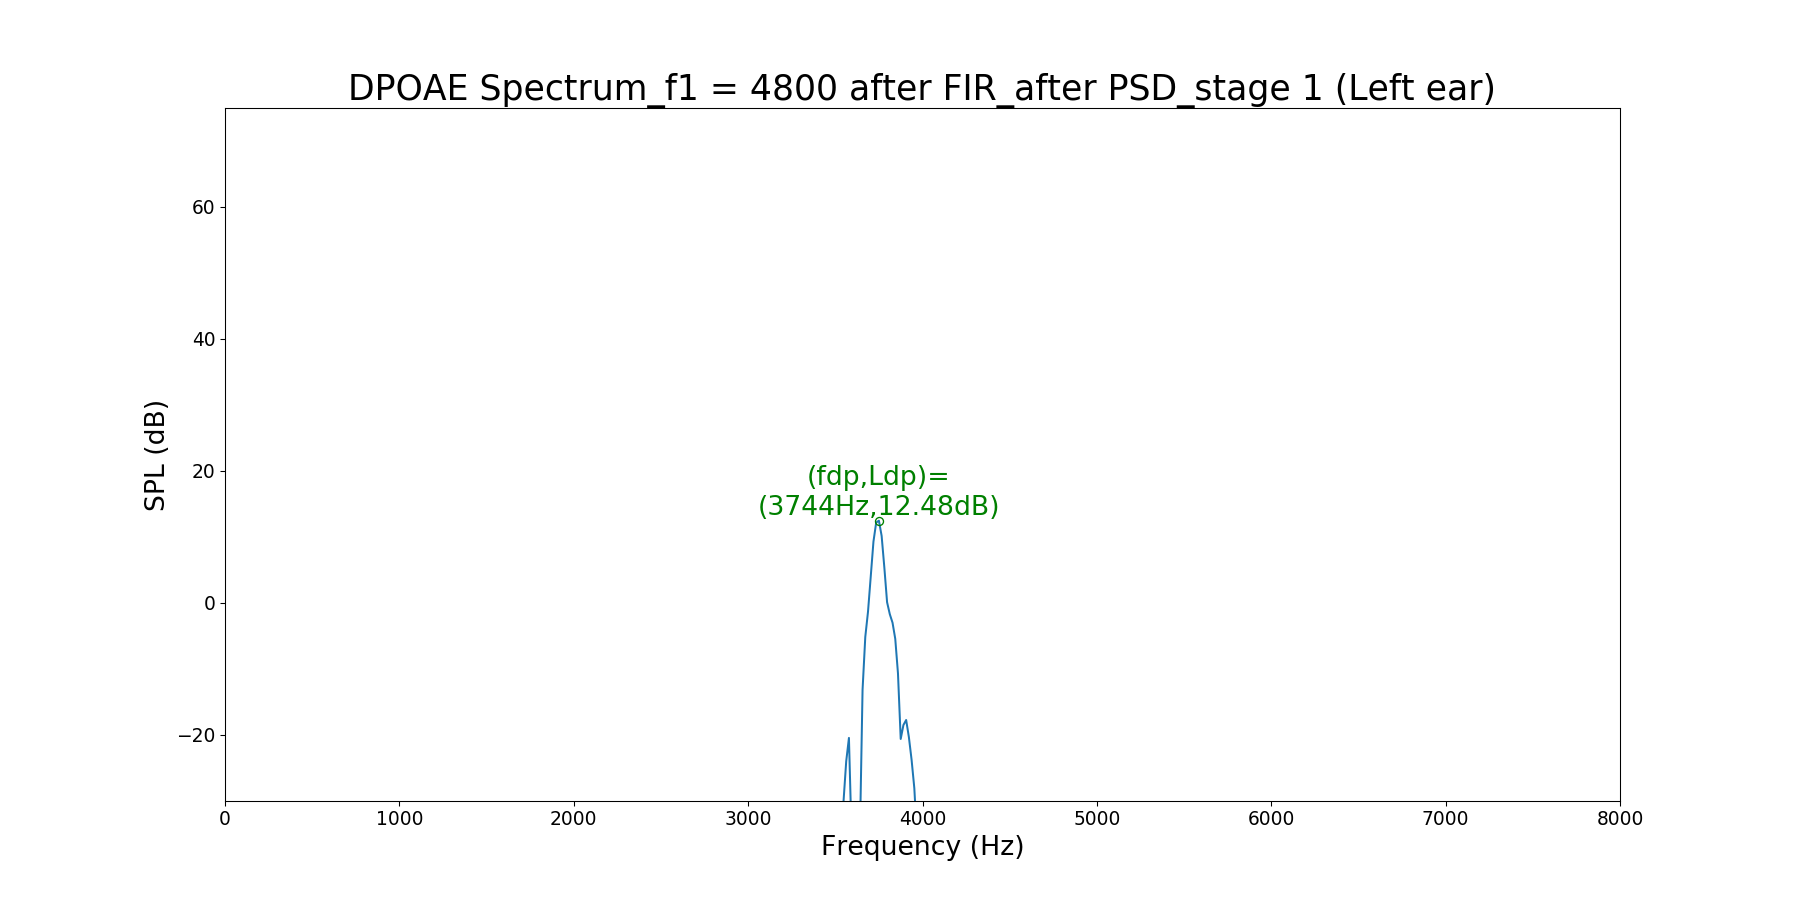 DPOAE Spectrum_f1 = 4800 after FIR_after PSD_stage 1 (Left ear)
60
40
20
0
−20
SPL (dB)
(fdp,Ldp)=
(3744Hz,12.48dB)
0 1000 2000 3000 4000 5000 6000 7000 8000
Frequency (Hz)